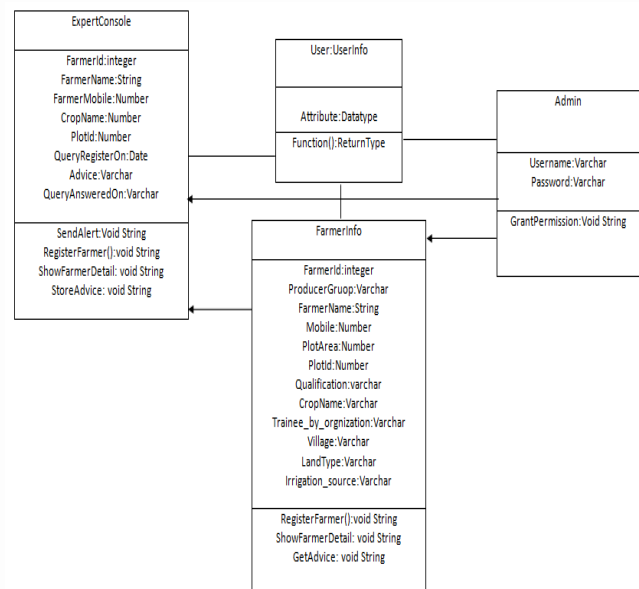 ExpertConsole
FarmerId:integer
FarmerName:String
FarmerMobile:Number
CropName:Number
PlotId:Number
QueryRegisterOn:Date
Advice:Varchar
QueryAnsweredOn:Varchar
SendAlert:Void String
RegisterFarmer():void String
ShowFarmerDetail: void String
StoreAdvice: void String
User:UserInfo
Attribute:Datatype
Function():ReturnType
Admin
Username:Varchar
Password:Varchar
GrantPermission:Void String
FarmerInfo
FarmerId:integer
ProducerGruop:Varchar
FarmerName:String
Mobile:Number
PlotArea:Number
PlotId:Number
Qualification:varchar
CropName:Varchar
Trainee_by_orgnization:Varchar
Village:Varchar
LandType:Varchar
Irrigation_source:Varchar
RegisterFarmer():void String
ShowFarmerDetail: void String
GetAdvice: void String